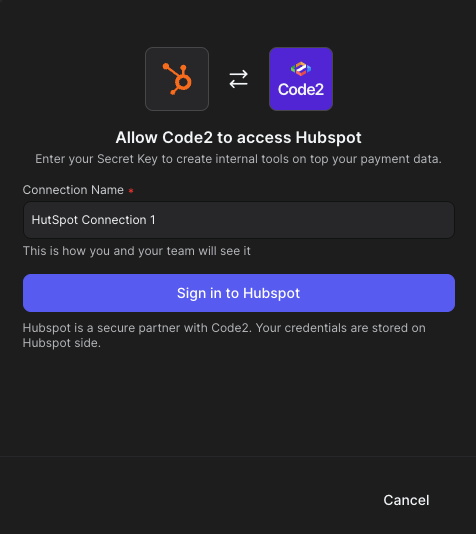 Code2
Allow Code2 to access Hubspot
Enter your Secret Key to create internal tools on top your payment data.
Connection Name *
HutSpot Connection 1
This is how you and your team will see it
Sign in to Hubspot
Hubspot is a secure partner with Code2. Your credentials are stored on
Hubspot side.
Cancel